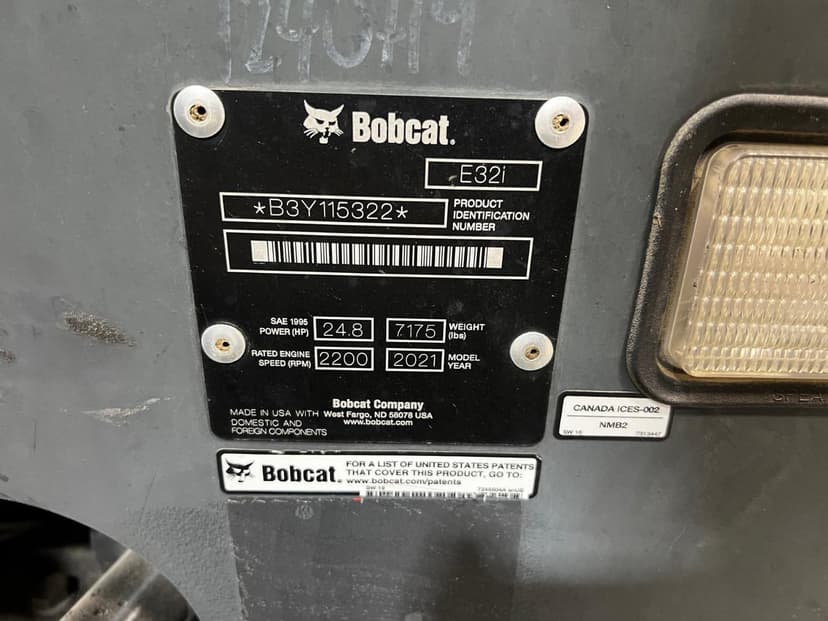 Bobcat.
E32i
*B3Y115322*
PRODUCT
IDENTIFICATION
NUMBER
SAE 1995
POWER (HP)
24.8
7175
WEIGHT
(lbs)
RATED ENGINE
SPEED (RPM)
2200
2021
MODEL
YEAR
Bobcat Company
West Fargo, ND 58078 USA
www.bobcat.com
MADE IN USA WITH
DOMESTIC AND
FOREIGN COMPONENTS
CANADA ICES-002
NMB2
SW 16
Bobcat.
FOR A LIST OF UNITED STATES PATENTS
THAT COVER THIS PRODUCT, GO TO:
www.bobcat.com/patents